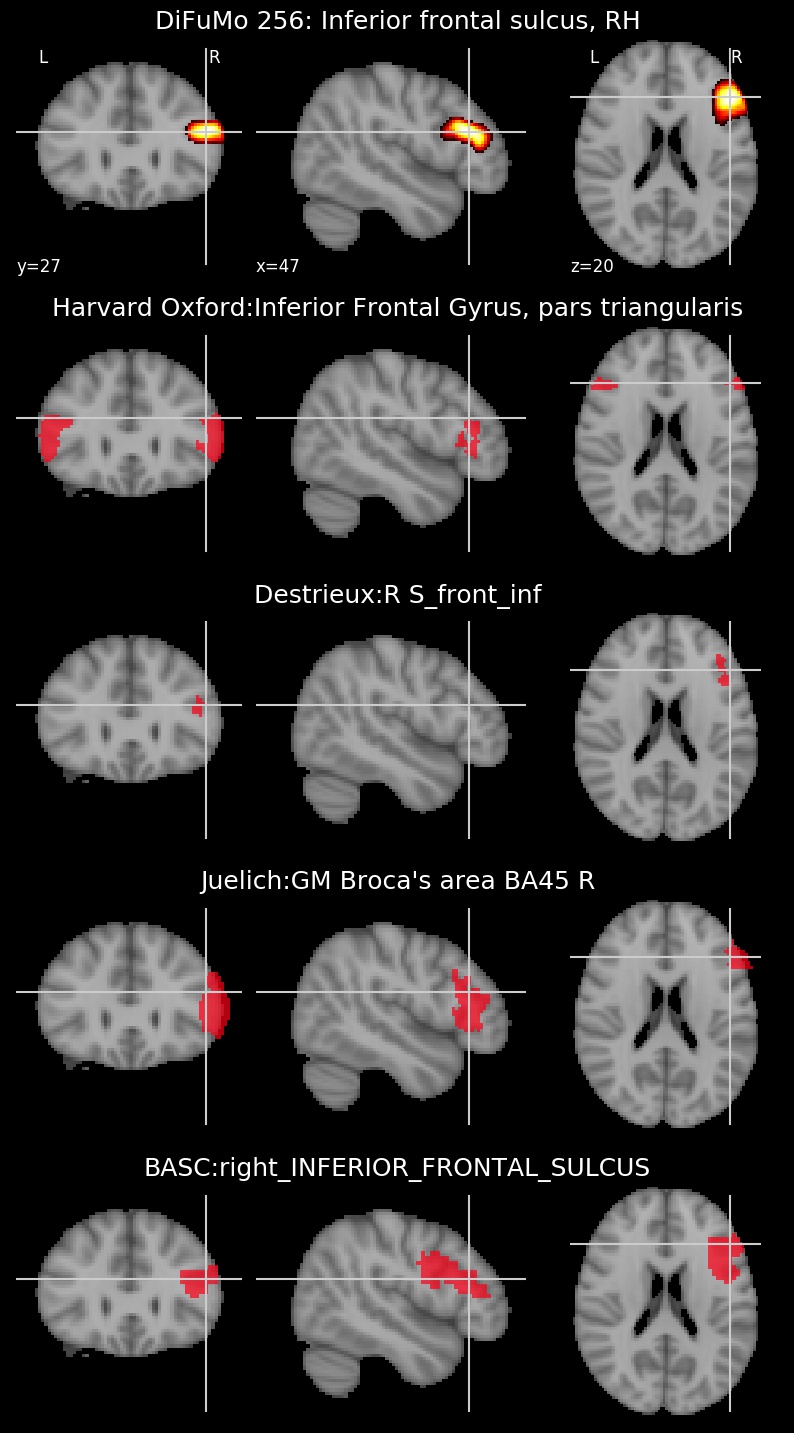 DiFuMo 256: Inferior frontal sulcus, RH
L R L R
y=27 x=47 z=20
Harvard Oxford:Inferior Frontal Gyrus, pars triangularis
Destrieux:R S_front_inf
Juelich:GM Broca's area BA45 R
BASC:right_INFERIOR_FRONTAL_SULCUS